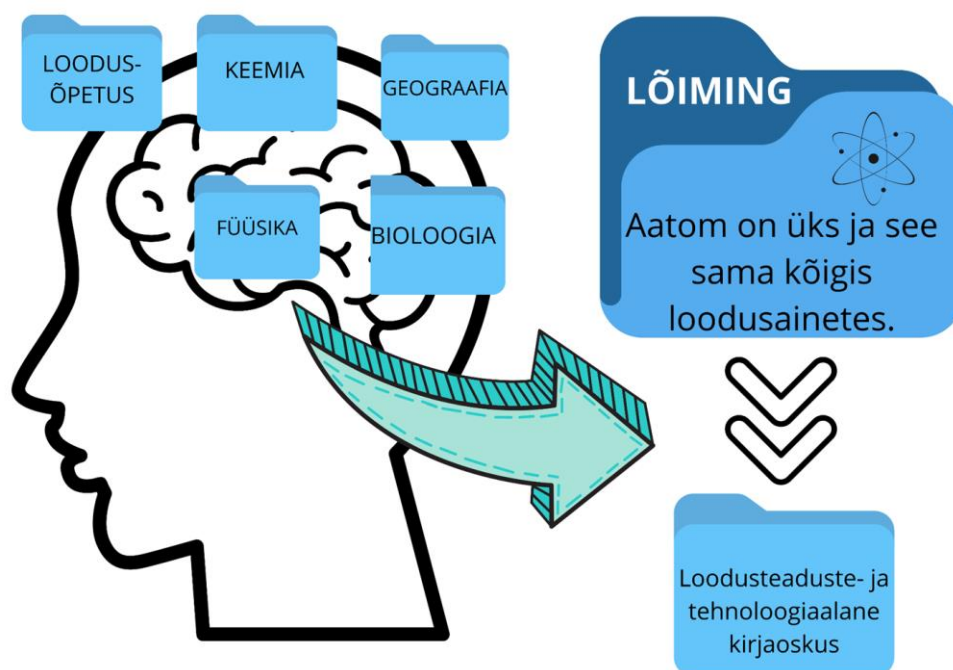 LOODUS-
ÕPETUS
KEEMIA
GEOGRAAFIA
FÜÜSIKA
BIOLOOGIA
LÕIMING
Aatom on üks ja see
sama kõigis
loodusainetes.
Loodusteaduste- ja
tehnoloogiaalane
kirjaoskus